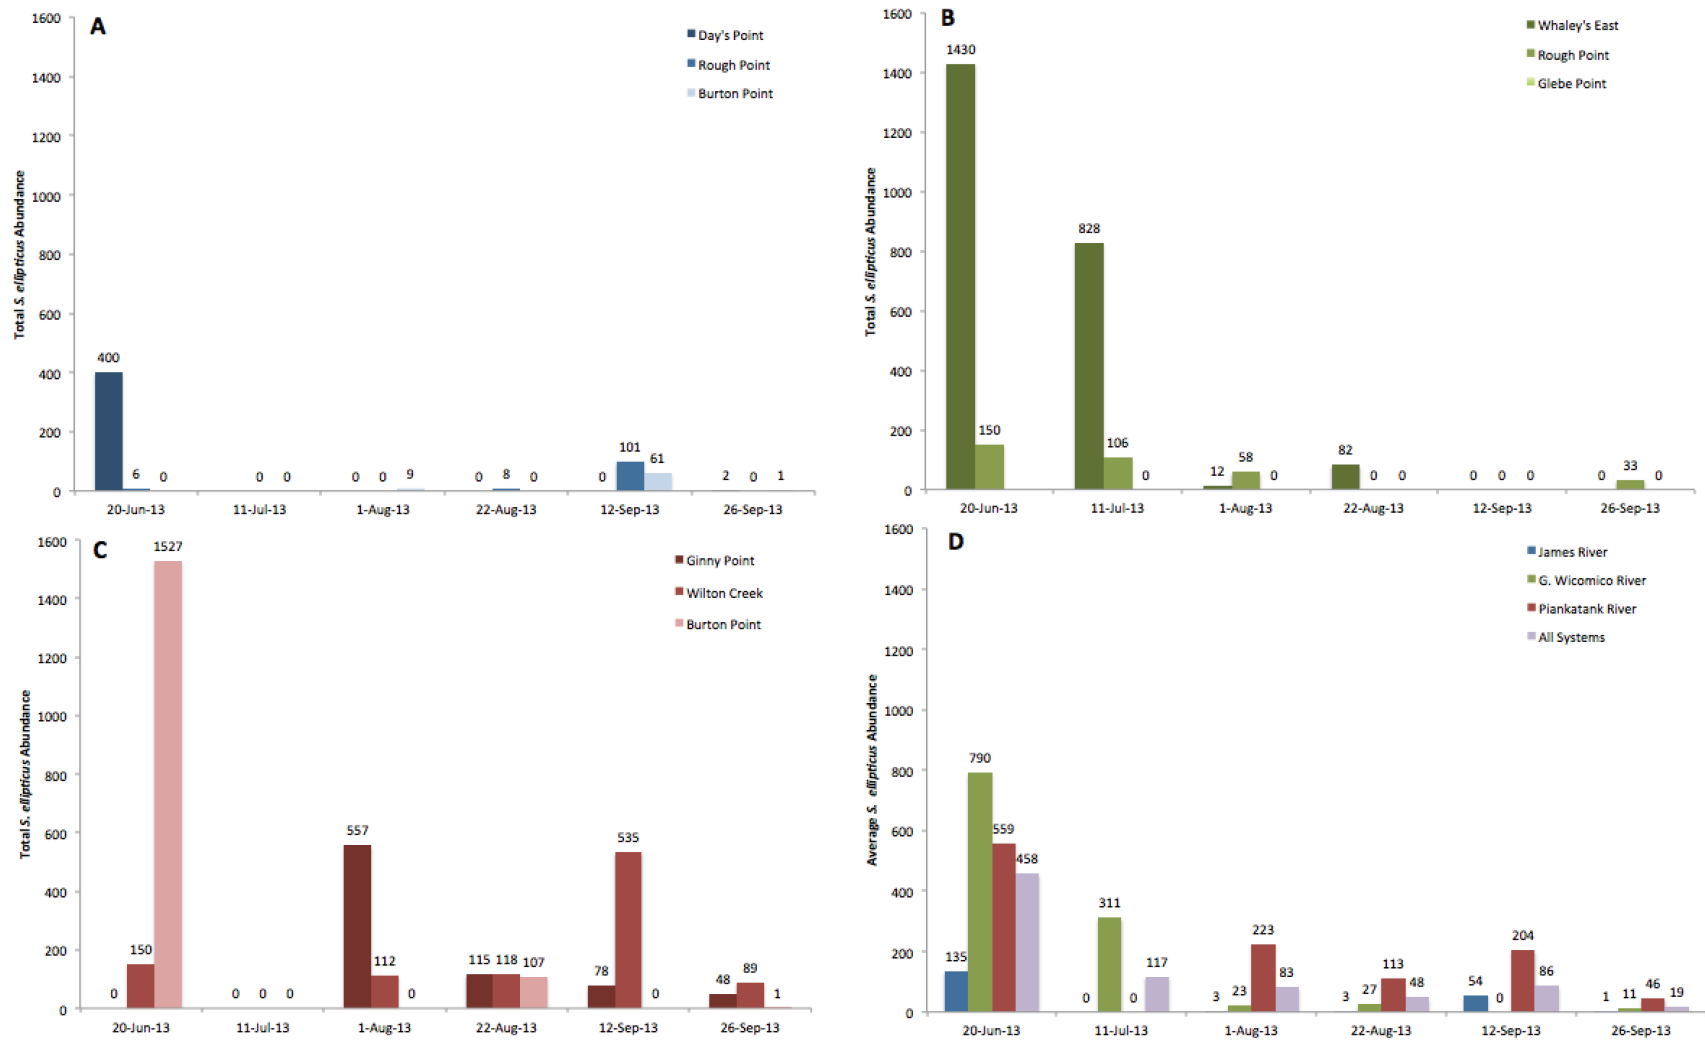 A
1600
1400
1200
1000
800
600
400
200
0
Total S. ellipticus Abundance
Day's Point
Rough Point
Burton Point
400 6 0
0 0
0 0 9
0 8 0
0 101 61
2 0 1
20-Jun-13 11-Jul-13 1-Aug-13 22-Aug-13 12-Sep-13 26-Sep-13
B
1600
1400
1200
1000
800
600
400
200
0
Total S. ellipticus Abundance
Whaley's East
Rough Point
Glebe Point
1430 150
828 106 0
12 58 0
82 0 0
0 0 0
0 33 0
20-Jun-13 11-Jul-13 1-Aug-13 22-Aug-13 12-Sep-13 26-Sep-13
C
1600
1400
1200
1000
800
600
400
200
0
Total S. ellipticus Abundance
Ginny Point
Wilton Creek
Burton Point
0 150 1527
0 0 0
557 112 0
115 118 107
78 535 0
48 89 1
20-Jun-13 11-Jul-13 1-Aug-13 22-Aug-13 12-Sep-13 26-Sep-13
D
1600
1400
1200
1000
800
600
400
200
0
Average S. ellipticus Abundance
James River
G. Wicomico River
Piankatank River
All Systems
135 790 559 458
0 311 0 117
3 23 223 83
3 27 113 48
54 0 204 86
1 11 46 19
20-Jun-13 11-Jul-13 1-Aug-13 22-Aug-13 12-Sep-13 26-Sep-13